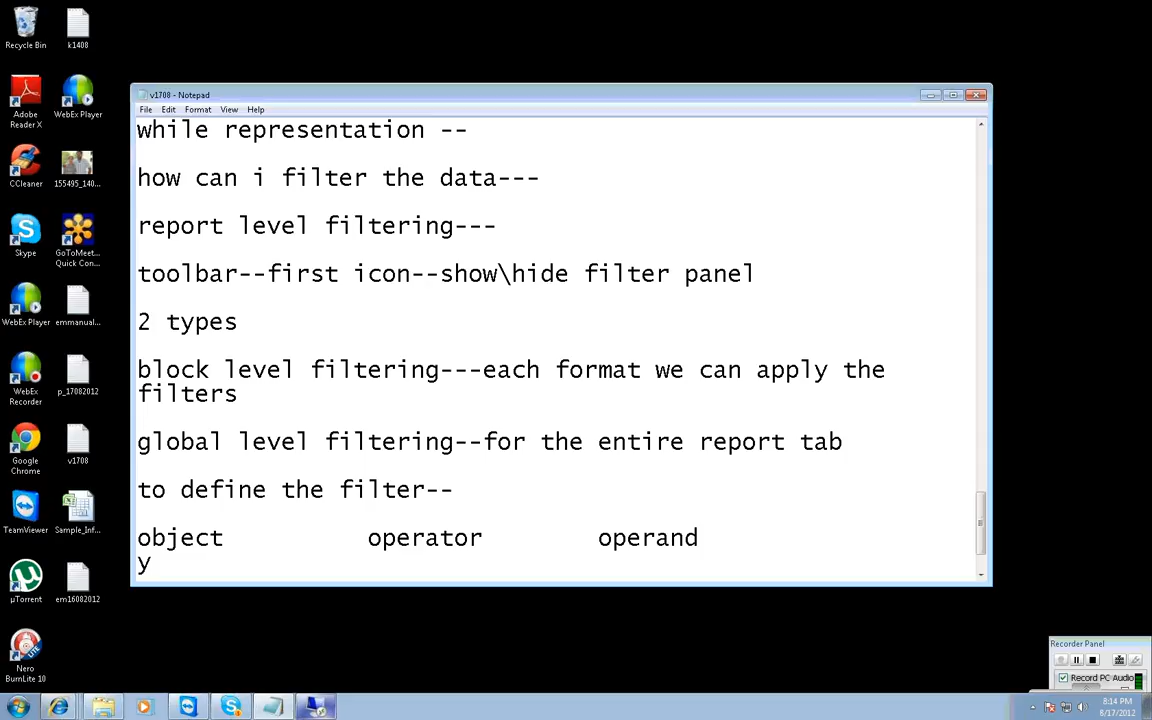 Recycle Bin
k1408
Adobe
Reader X
WebEx Player
CCleaner
155495_140...
Skype
GoToMeet...
Quick Con...
WebEx Player
emmanual...
WebEx
Recorder
p_17082012
Google
Chrome
v1708
TeamViewer
Sample_Inf...
µTorrent
em16082012
Nero
BurnLite 10
v1708 - Notepad
File Edit Format View Help
while representation --
how can i filter the data---
report level filtering---
toolbar--first icon--show\hide filter panel
2 types
block level filtering---each format we can apply the
filters
global level filtering--for the entire report tab
to define the filter--
object operator operand
y
Recorder Panel
Record PC Audio
8:14 PM
8/17/2012